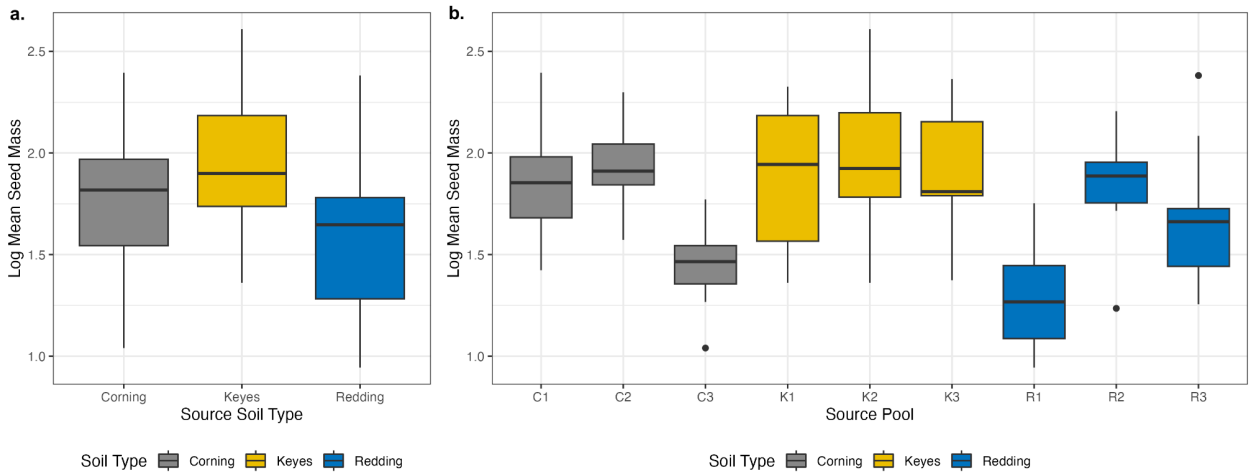 a.
Log Mean Seed Mass
2.5
2.0
1.5
1.0
Corning Keyes Redding
Source Soil Type
Soil Type Corning Keyes Redding
b.
Log Mean Seed Mass
2.5
2.0
1.5
1.0
C1 C2 C3 K1 K2 K3 R1 R2 R3
Source Pool
Soil Type Corning Keyes Redding